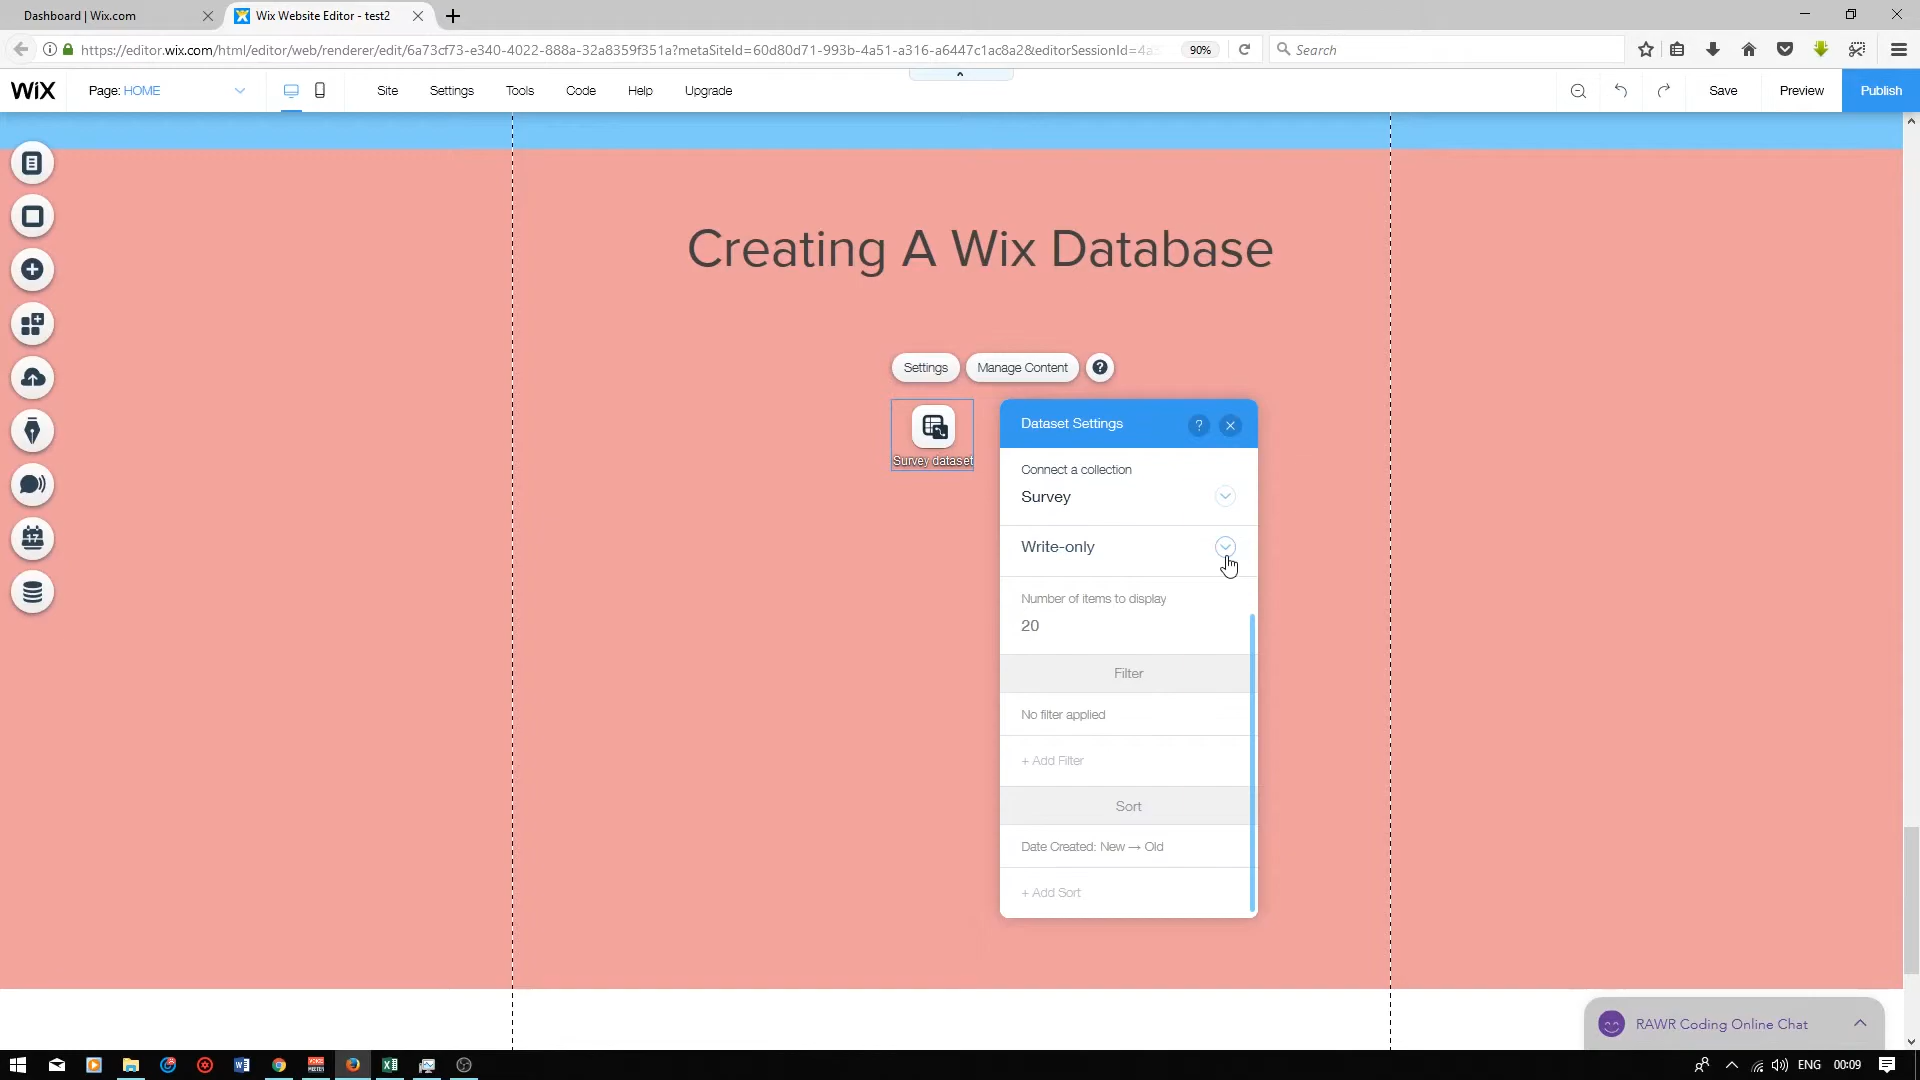 Dashboard | Wix.com
Wix Website Editor - test2
https://editor.wix.com/html/editor/web/renderer/edit/6a73cf73-e340-4022-888a-32a8359f351a?metaSiteId=60d80d71-993b-4a51-a316-a6447c1ac8a28&editorSessionId=4a
90%
Search
WiX
Page: HOME
Site
Settings
Tools
Code
Help
Upgrade
Save
Preview
Publish
Creating A Wix Database
Settings
Manage Content
?
Survey dataset
Dataset Settings
?
Connect a collection
Survey
Write-only
Number of items to display
20
Filter
No filter applied
+ Add Filter
Sort
Date Created: New → Old
+ Add Sort
17
RAWR Coding Online Chat
ENG
00:09